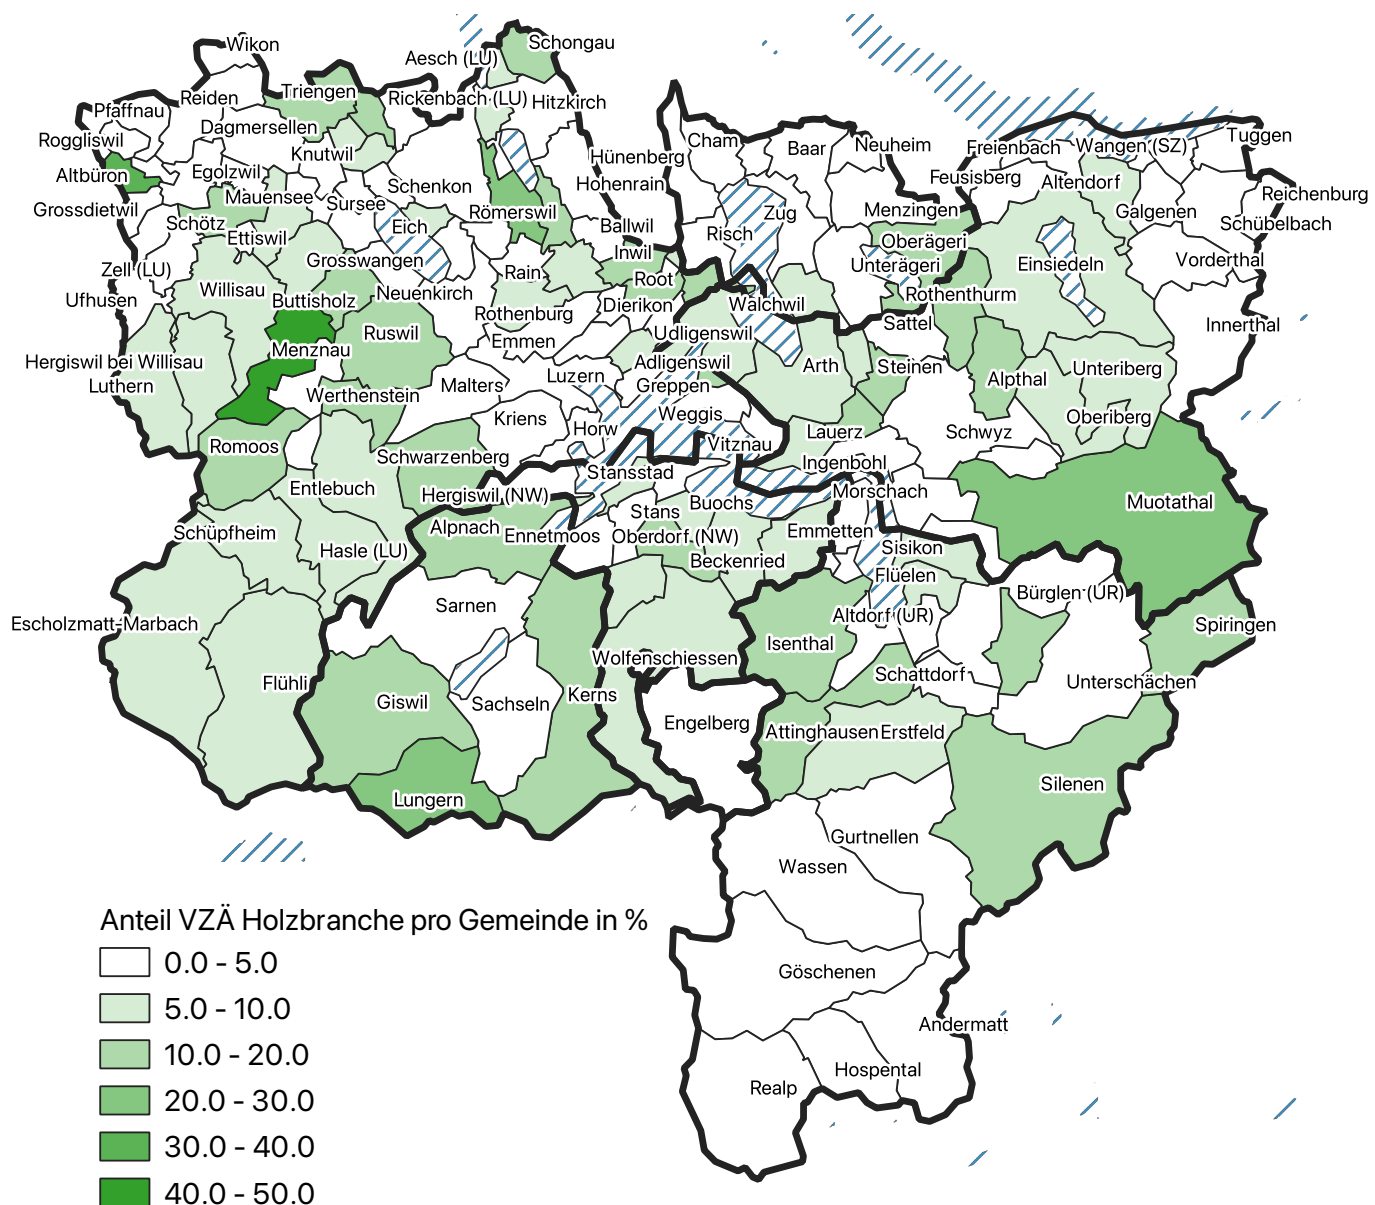 Wikon
Schongau
Aesch (LU)
Triengen
Reiden
Rickenbach (LU)
Hitzkirch
Pfaffnau
Dagmersellen
Roggliswil
Knutwil
Cham
Baar
Neuheim
Freienbach
Wangen (SZ)
Tuggen
Hünenberg
Altbüron
Egolzwil
Schenkon
Hohenrain
Feusisberg
Altendorf
Reichenburg
Mauensee
Sursee
Grossdietwil
Römerswil
Zug
Menzingen
Galgenen
Schübelbach
Schötz
Eich
Ballwil
Risch
Ettiswil
Oberägeri
Inwil
Grosswangen
Unterägeri
Einsiedeln
Vorderthal
Zell (LU)
Rain
Root
Willisau
Neuenkirch
Rothenthurm
Ufhusen
Buttisholz
Dierikon
Walchwil
Rothenburg
Sattel
Innerthal
Ruswil
Udligenswil
Emmen
Menznau
Hergiswil bei Willisau
Adligenswil
Arth
Steinen
Unteriberg
Luthern
Malters
Luzern
Greppen
Alpthal
Werthenstein
Weggis
Oberiberg
Kriens
Horw
Lauerz
Schwyz
Romoos
Vitznau
Schwarzenberg
Ingenbohl
Stansstad
Entlebuch
Hergiswil (NW)
Morschach
Muotathal
Buochs
Stans
Schüpfheim
Alpnach
Ennetmoos
Oberdorf (NW)
Emmetten
Hasle (LU)
Sisikon
Beckenried
Flüelen
Bürglen (UR)
Sarnen
Altdorf (UR)
Escholzmatt-Marbach
Spiringen
Isenthal
Wolfenschiessen
Schattdorf
Flühli
Unterschächen
Kerns
Giswil
Sachseln
Engelberg
Attinghausen
Erstfeld
Silenen
Lungern
Gurtnellen
Wassen
Göschenen
Andermatt
Hospental
Realp
Anteil VZÄ Holzbranche pro Gemeinde in %
0.0 - 5.0
5.0 - 10.0
10.0 - 20.0
20.0 - 30.0
30.0 - 40.0
40.0 - 50.0